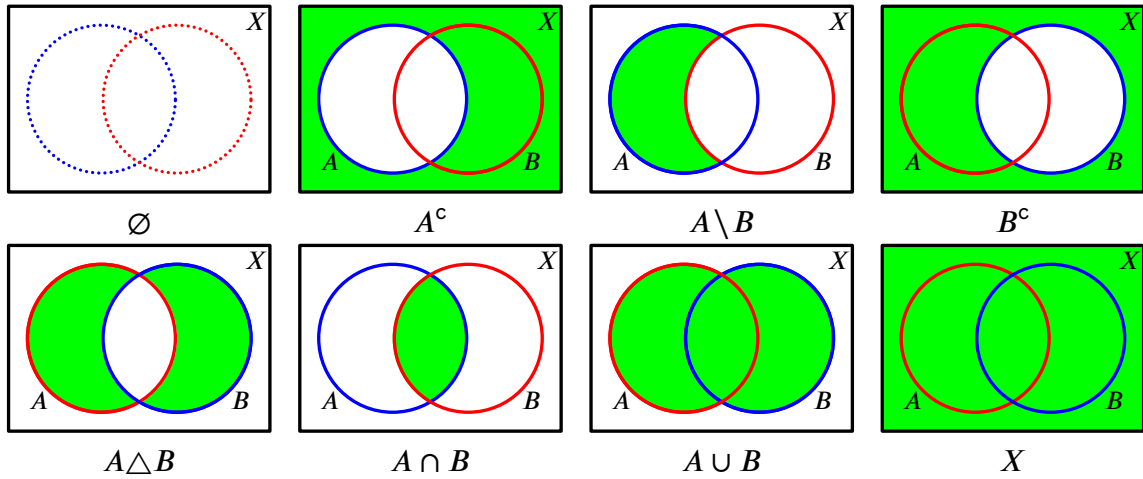 X X X X
A B A B A B
∅ Aᶜ A \ B Bᶜ
X X X X
A B A B A B A B
A △ B A ∩ B A ∪ B X